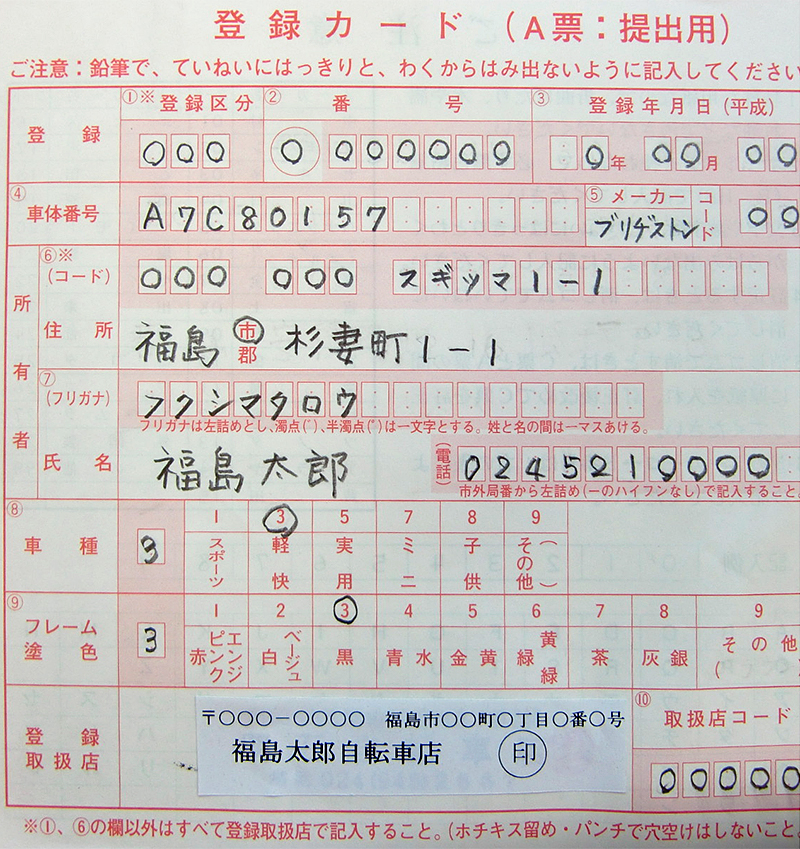 登録カード（A票：提出用）
ご注意：鉛筆で、ていねいにはっきりと、わくからはみ出ないように記入してください
登録
①※登録区分 ②番号 ③登録年月日（平成）
000 0 000000 0年 00月 00
④車体番号 A7C80157 ⑤メーカー ブリヂストン コード 00
所有者
⑥※（コード） 000 000 スギツマ1-1
住所 福島 市 郡 杉妻町1-1
⑦（フリガナ） フクシマタロウ
フリガナは左詰めとし、濁点（゛）、半濁点（゜）は一文字とする。姓と名の間は一マスあける。
氏名 福島 太郎 （電話） 0245210000
市外局番から左詰め（－のハイフンなし）で記入すること。
⑧車種 3 1 スポーツ 3 軽快 5 実用 7 ミニ 8 子供 9 その他（ ）
⑨フレーム塗色 3 1 赤 ピンク エンジ 2 白 ベージュ 3 黒 4 青 水 5 金 黄 6 緑 黄緑 7 茶 8 灰 銀 9 その他（
登録取扱店
〒〇〇〇－〇〇〇〇 福島市〇〇町〇丁目〇番〇号
福島太郎自転車店 印
⑩取扱店コード
00000
※①、⑥の欄以外はすべて登録取扱店で記入すること。（ホチキス留め・パンチで穴空けはしないこと。